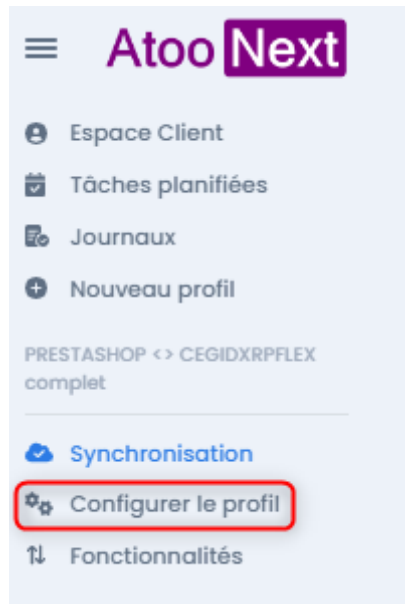 Atoo Next
Espace Client
Tâches planifiées
Journaux
Nouveau profil
PRESTASHOP <> CEGIDXRPFLEX
complet
Synchronisation
Configurer le profil
Fonctionnalités